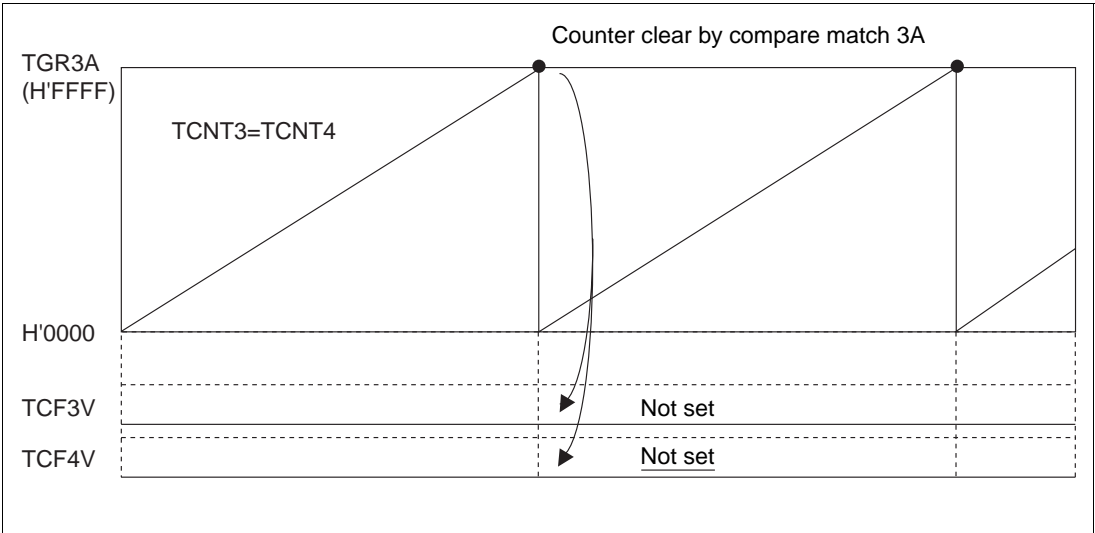 Counter clear by compare match 3A
TGR3A
(H'FFFF)
TCNT3=TCNT4
H'0000
TCF3V
Not set
TCF4V
Not set